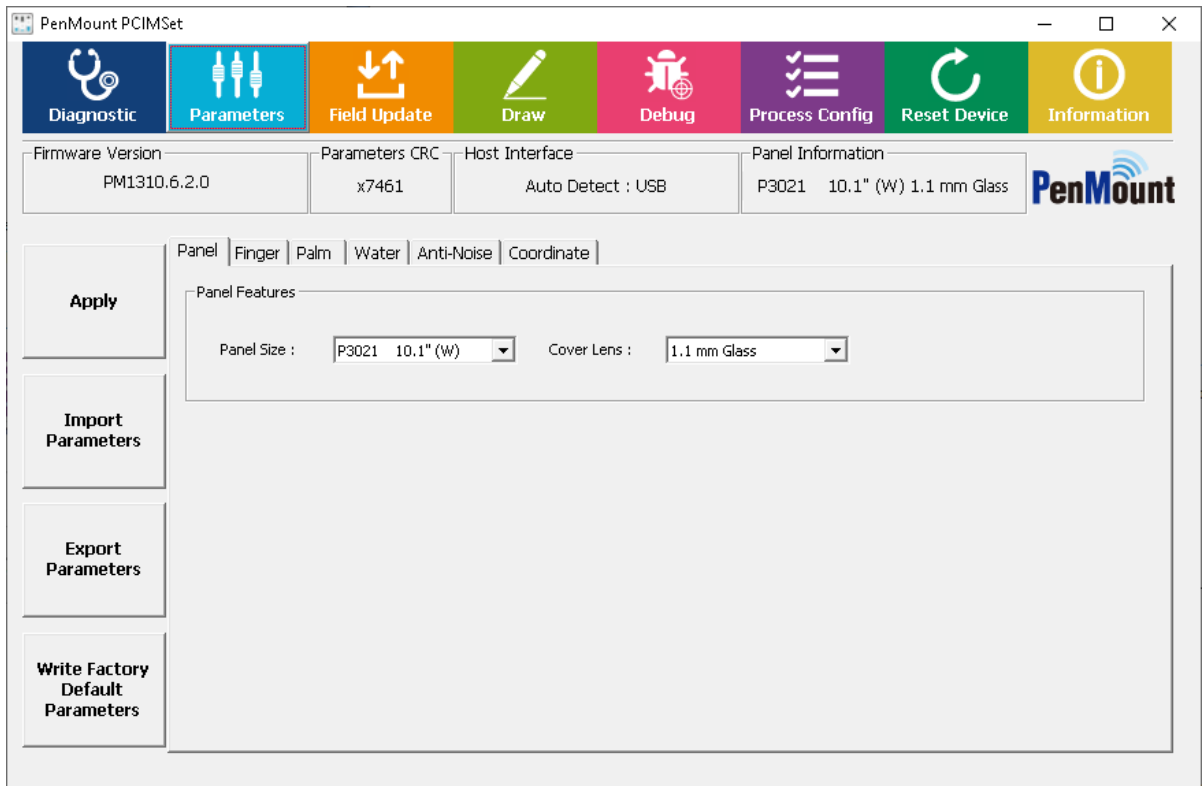 PenMount PCIMSet
Diagnostic
Parameters
Field Update
Draw
Debug
Process Config
Reset Device
Information
Firmware Version
PM1310.6.2.0
Parameters CRC
x7461
Host Interface
Auto Detect : USB
Panel Information
P3021 10.1" (W) 1.1 mm Glass
PenMount
Panel
Finger
Palm
Water
Anti-Noise
Coordinate
Apply
Import
Parameters
Export
Parameters
Write Factory
Default
Parameters
Panel Features
Panel Size :
P3021 10.1" (W)
Cover Lens :
1.1 mm Glass